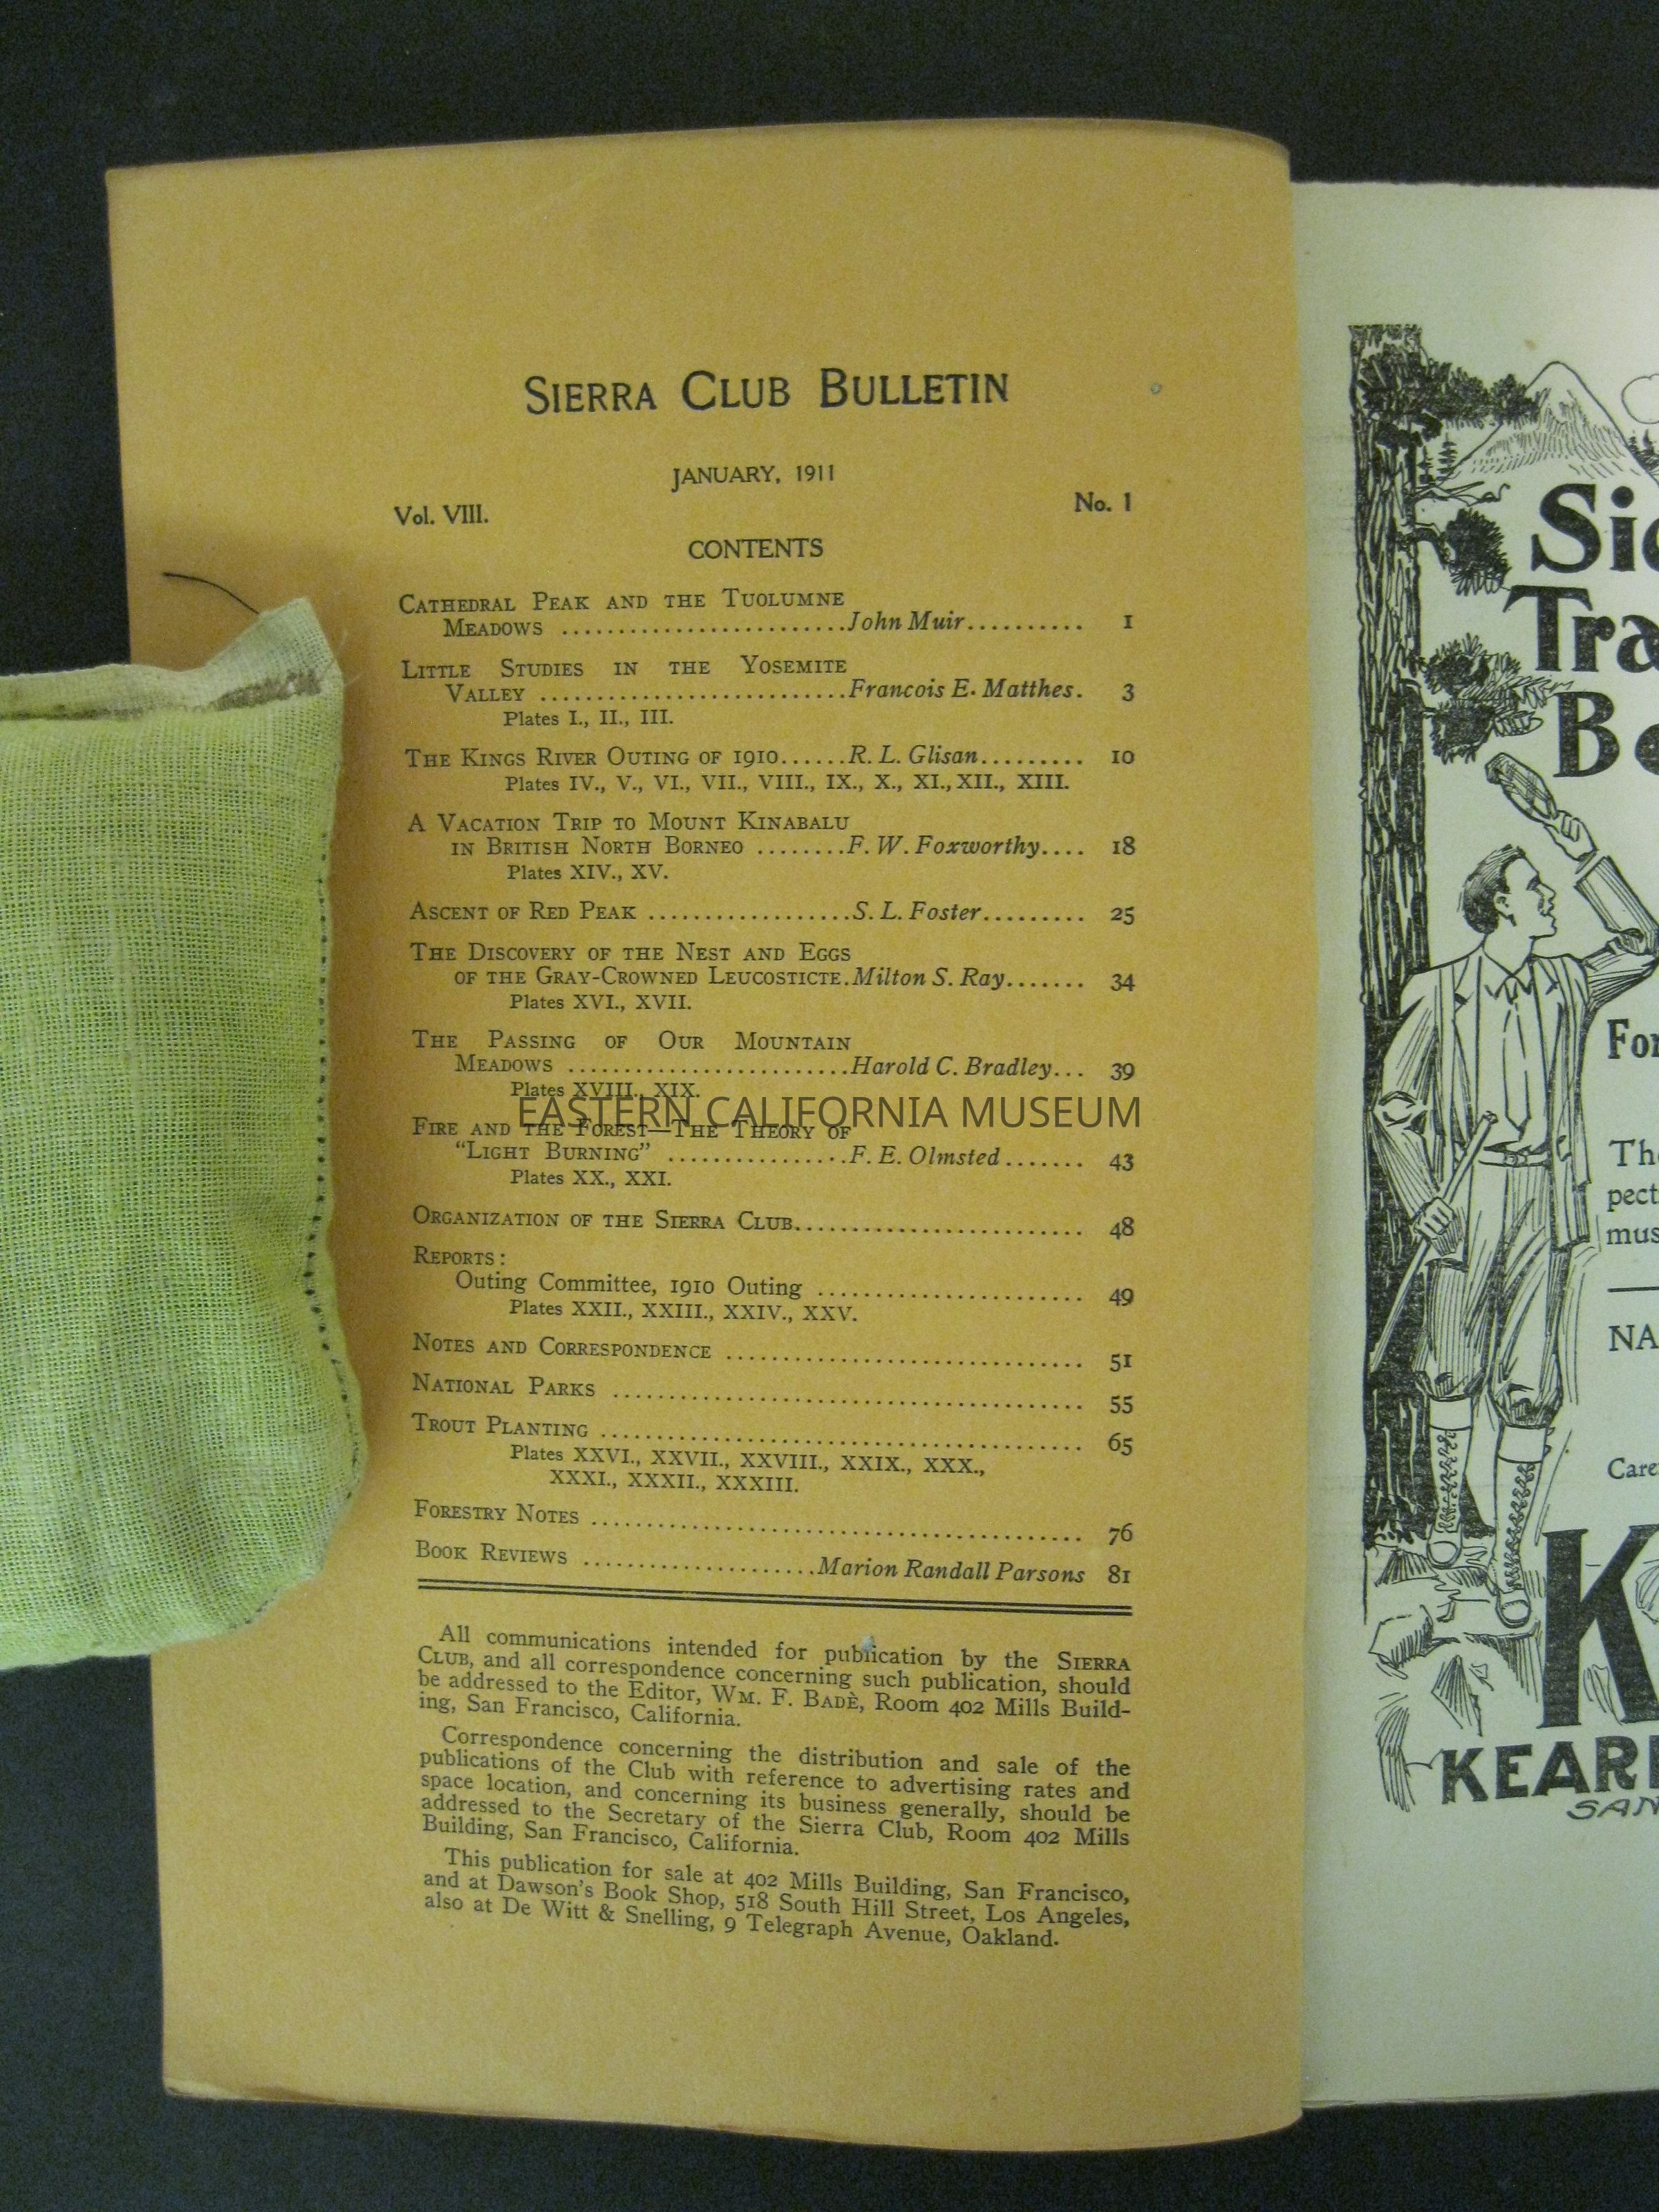 SIERRA CLUB BULLETIN
JANUARY, 1911
Vol. VIII. No. 1
CONTENTS
CATHEDRAL PEAK AND THE TUOLUMNE
MEADOWS ........................John Muir.......... 1
LITTLE STUDIES IN THE YOSEMITE
VALLEY ..........................Francois E. Matthes. 3
Plates I., II., III.
THE KINGS RIVER OUTING OF 1910......R. L. Glisan......... 10
Plates IV., V., VI., VII., VIII., IX., X., XI., XII., XIII.
A VACATION TRIP TO MOUNT KINABALU
IN BRITISH NORTH BORNEO ........F. W. Foxworthy.... 18
Plates XIV., XV.
ASCENT OF RED PEAK ..................S. L. Foster......... 25
THE DISCOVERY OF THE NEST AND EGGS
OF THE GRAY-CROWNED LEUCOSTICTE.Milton S. Ray....... 34
Plates XVI., XVII.
THE PASSING OF OUR MOUNTAIN
MEADOWS .........................Harold C. Bradley... 39
Plates XVIII., XIX.
EASTERN CALIFORNIA MUSEUM
FIRE AND THE FOREST—THE THEORY OF
"LIGHT BURNING" ................F. E. Olmsted....... 43
Plates XX., XXI.
ORGANIZATION OF THE SIERRA CLUB.......................... 48
REPORTS:
Outing Committee, 1910 Outing ........................ 49
Plates XXII., XXIII., XXIV., XXV.
NOTES AND CORRESPONDENCE ................................ 51
NATIONAL PARKS .......................................... 55
TROUT PLANTING ........................................... 65
Plates XXVI., XXVII., XXVIII., XXIX., XXX.,
XXXI., XXXII., XXXIII.
FORESTRY NOTES ............................................ 76
BOOK REVIEWS .....................Marion Randall Parsons 81
All communications intended for publication by the SIERRA
CLUB, and all correspondence concerning such publication, should
be addressed to the Editor, WM. F. BADÈ, Room 402 Mills Build-
ing, San Francisco, California.
Correspondence concerning the distribution and sale of the
publications of the Club with reference to advertising rates and
space location, and concerning its business generally, should be
addressed to the Secretary of the Sierra Club, Room 402 Mills
Building, San Francisco, California.
This publication for sale at 402 Mills Building, San Francisco,
and at Dawson's Book Shop, 518 South Hill Street, Los Angeles,
also at De Witt & Snelling, 9 Telegraph Avenue, Oakland.